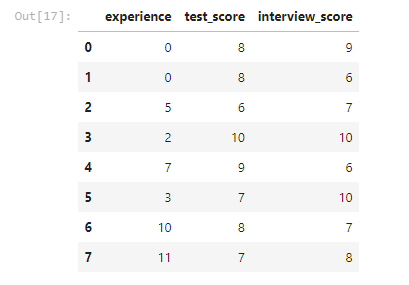 Out[17]:
experience test_score interview_score
0 0 8 9
1 0 8 6
2 5 6 7
3 2 10 10
4 7 9 6
5 3 7 10
6 10 8 7
7 11 7 8